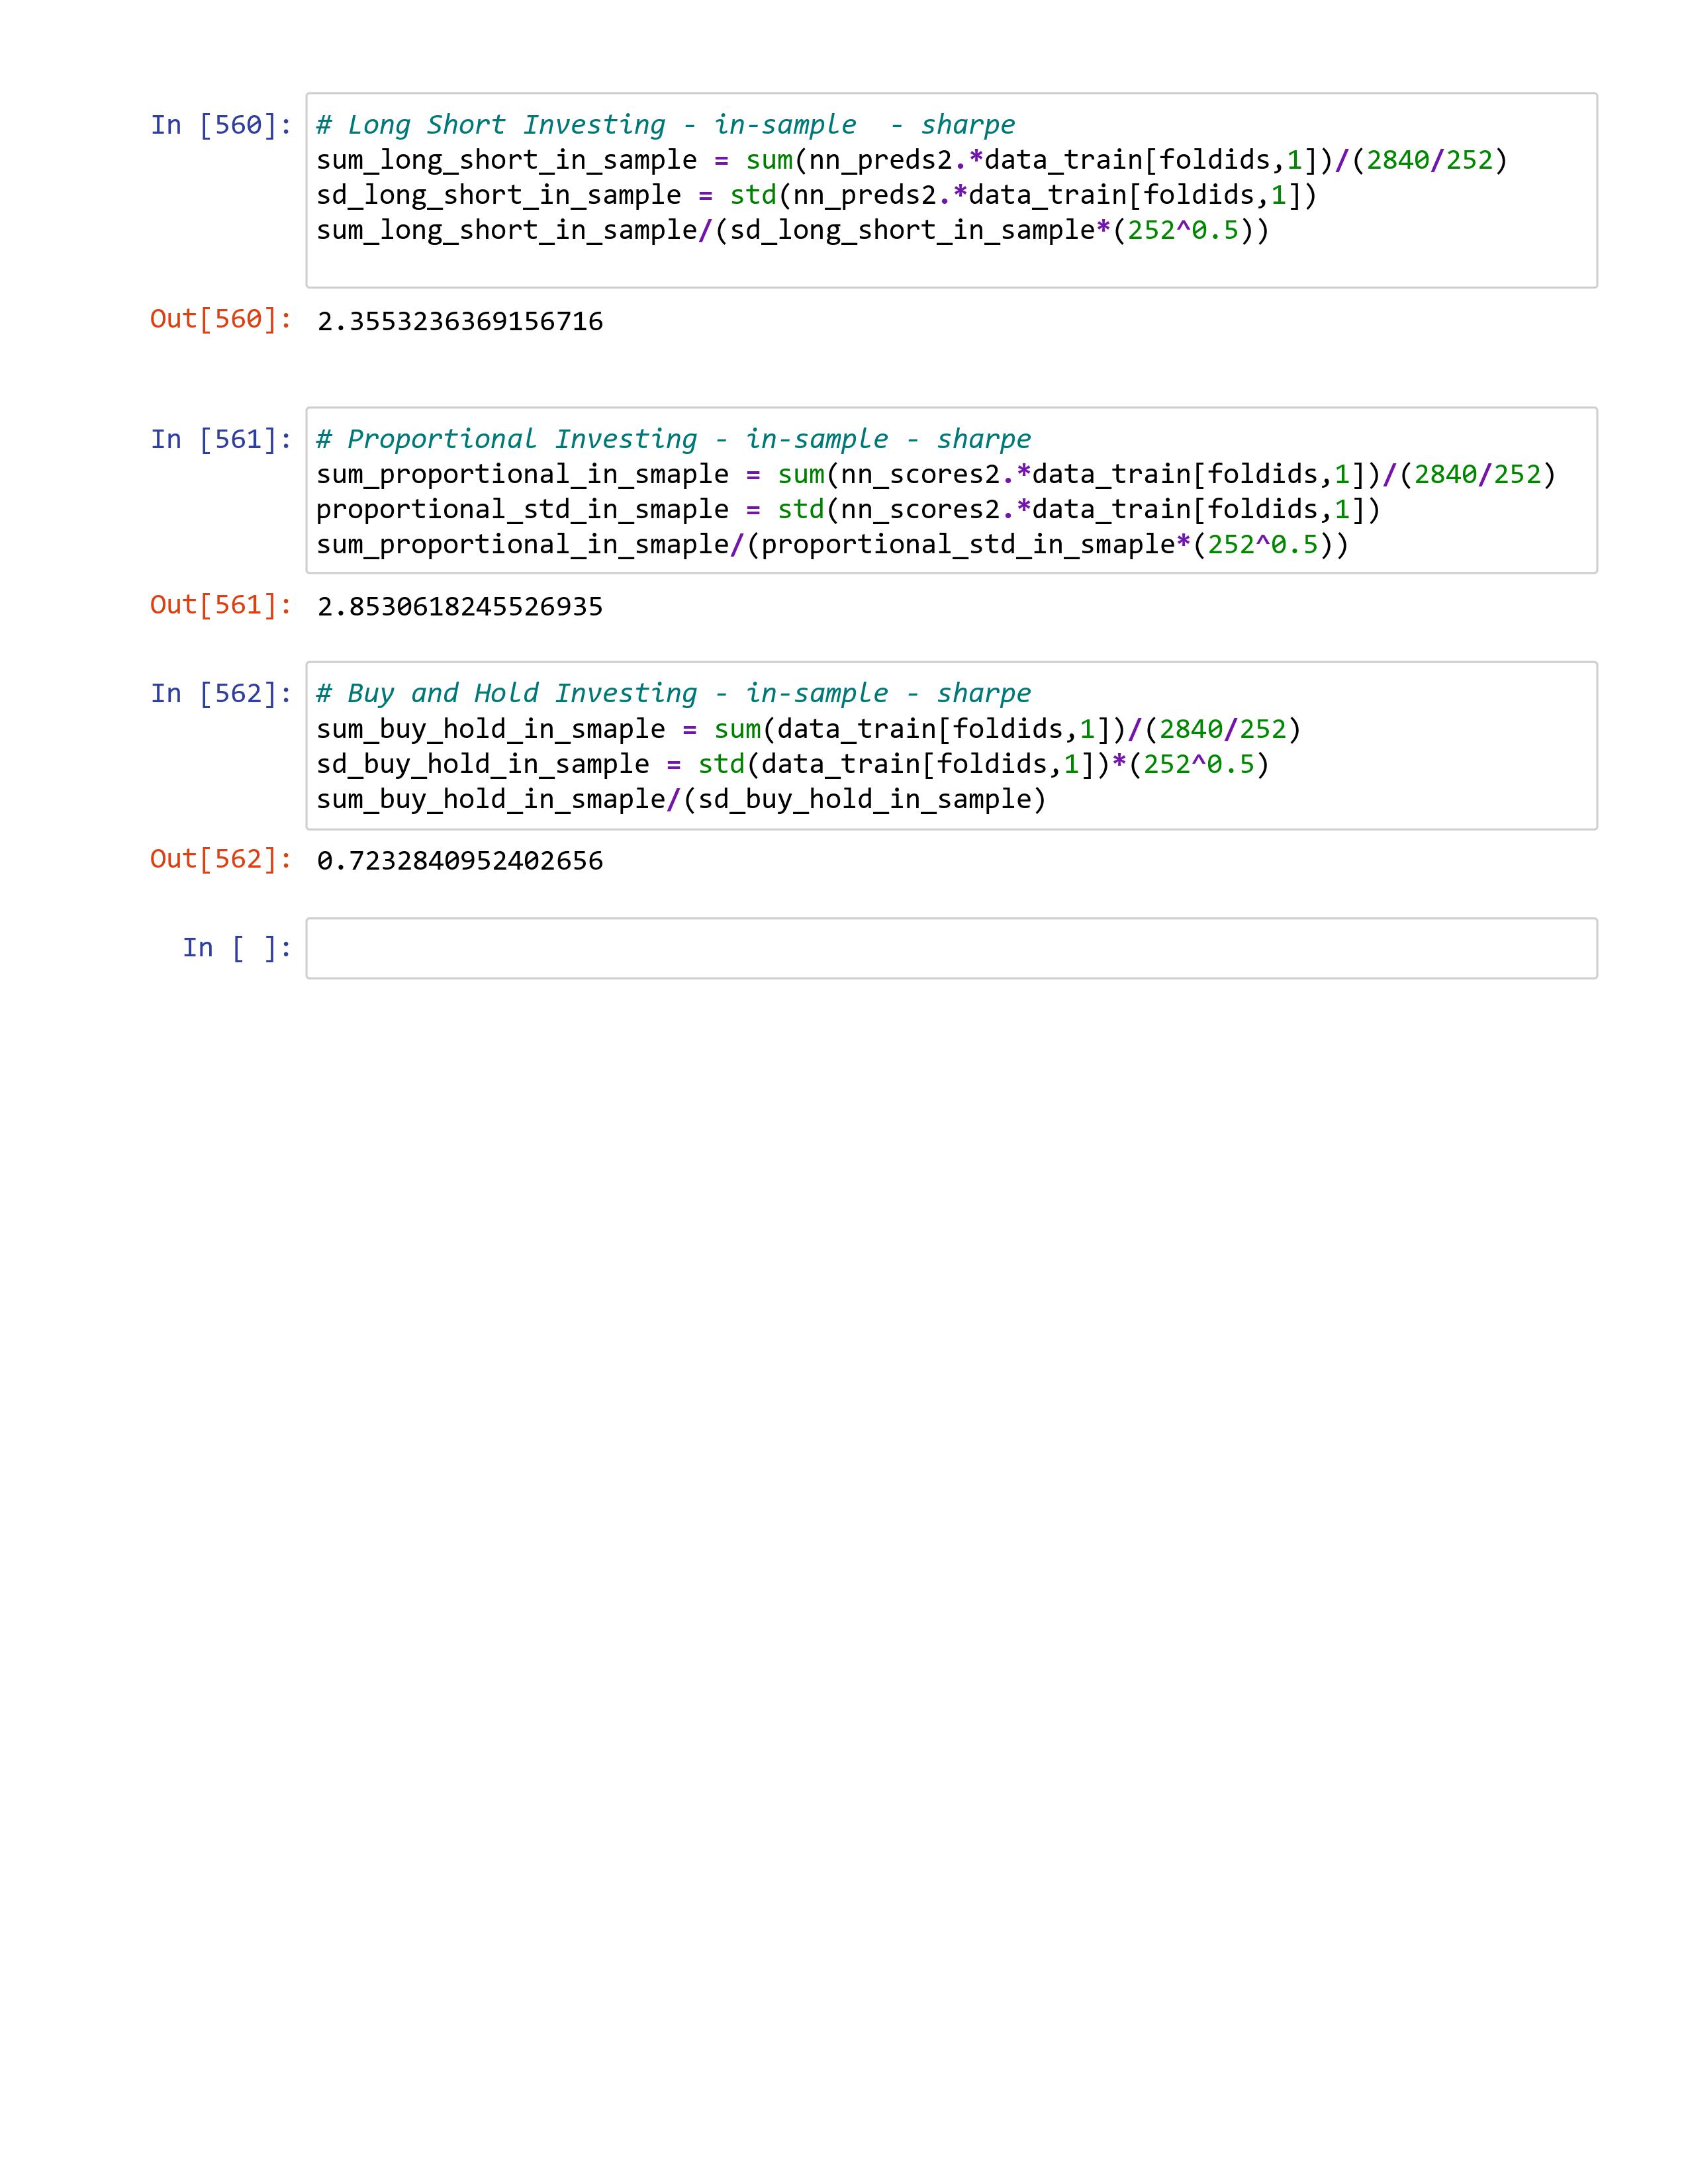 In [560]: # Long Short Investing - in-sample  - sharpe
sum_long_short_in_sample = sum(nn_preds2.*data_train[foldids,1])/(2840/252)
sd_long_short_in_sample = std(nn_preds2.*data_train[foldids,1])
sum_long_short_in_sample/(sd_long_short_in_sample*(252^0.5))
Out[560]: 2.3553236369156716
In [561]: # Proportional Investing - in-sample - sharpe
sum_proportional_in_smaple = sum(nn_scores2.*data_train[foldids,1])/(2840/252)
proportional_std_in_smaple = std(nn_scores2.*data_train[foldids,1])
sum_proportional_in_smaple/(proportional_std_in_smaple*(252^0.5))
Out[561]: 2.8530618245526935
In [562]: # Buy and Hold Investing - in-sample - sharpe
sum_buy_hold_in_smaple = sum(data_train[foldids,1])/(2840/252)
sd_buy_hold_in_sample = std(data_train[foldids,1])*(252^0.5)
sum_buy_hold_in_smaple/(sd_buy_hold_in_sample)
Out[562]: 0.7232840952402656
In [ ]: